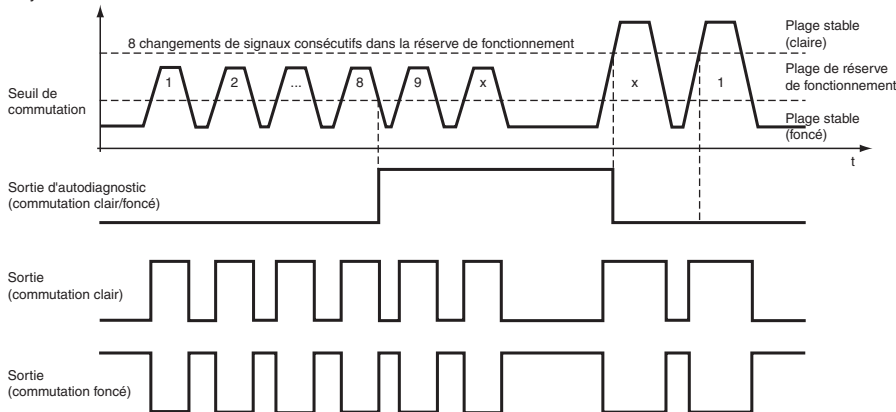 Plage stable
(claire)
8 changements de signaux consécutifs dans la réserve de fonctionnement
Plage de réserve
de fonctionnement
Seuil de
commutation
1
2
...
8
9
x
x
1
Plage stable
(foncé)
t
Sortie d'autodiagnostic
(commutation clair/foncé)
Sortie
(commutation clair)
Sortie
(commutation foncé)